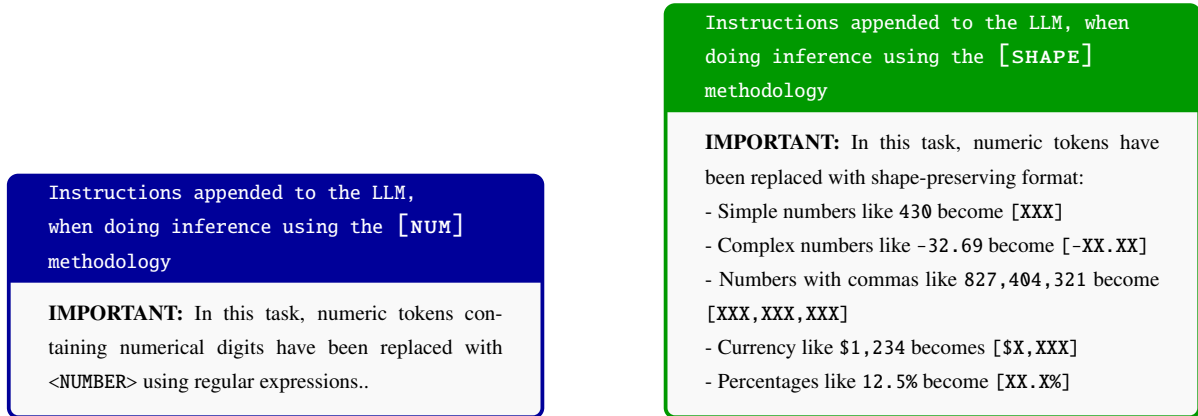 Instructions appended to the LLM,
when doing inference using the [NUM]
methodology
IMPORTANT: In this task, numeric tokens con-
taining numerical digits have been replaced with
<NUMBER> using regular expressions..
Instructions appended to the LLM, when
doing inference using the [SHAPE]
methodology
IMPORTANT: In this task, numeric tokens have
been replaced with shape-preserving format:
- Simple numbers like 430 become [XXX]
- Complex numbers like -32.69 become [-XX.XX]
- Numbers with commas like 827,404,321 become
[XXX,XXX,XXX]
- Currency like $1,234 becomes [$X,XXX]
- Percentages like 12.5% become [XX.X%]